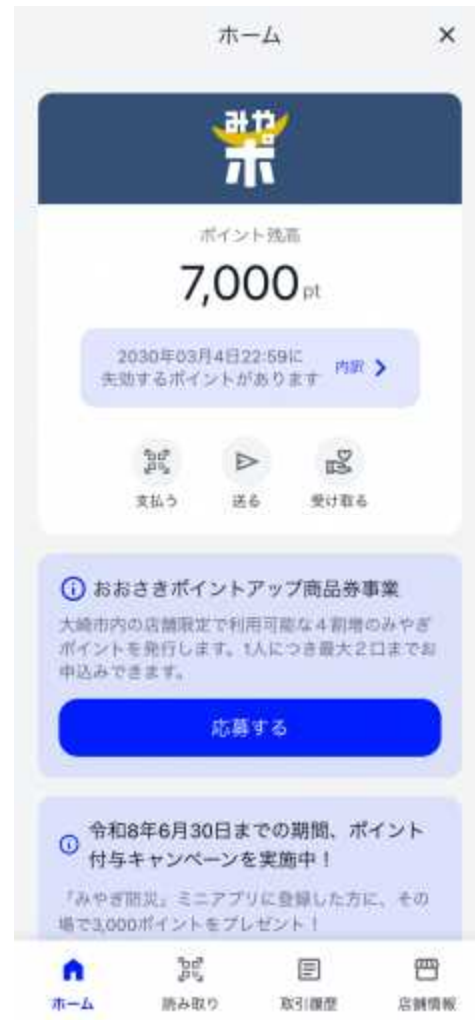 ホーム
みや
ポ
ポイント残高
7,000pt
2030年03月4日22:59に
失効するポイントがあります
内訳
支払う
送る
受け取る
おおさきポイントアップ商品券事業
大崎市内の店舗限定で利用可能な4割増のみやぎ
ポイントを発行します。1人につき最大2口までお
申込みできます。
応募する
令和8年6月30日までの期間、ポイント
付与キャンペーンを実施中！
「みやぎ防災」ミニアプリに登録した方に、その
場で3,000ポイントをプレゼント！
ホーム
読み取り
取引履歴
店舗情報